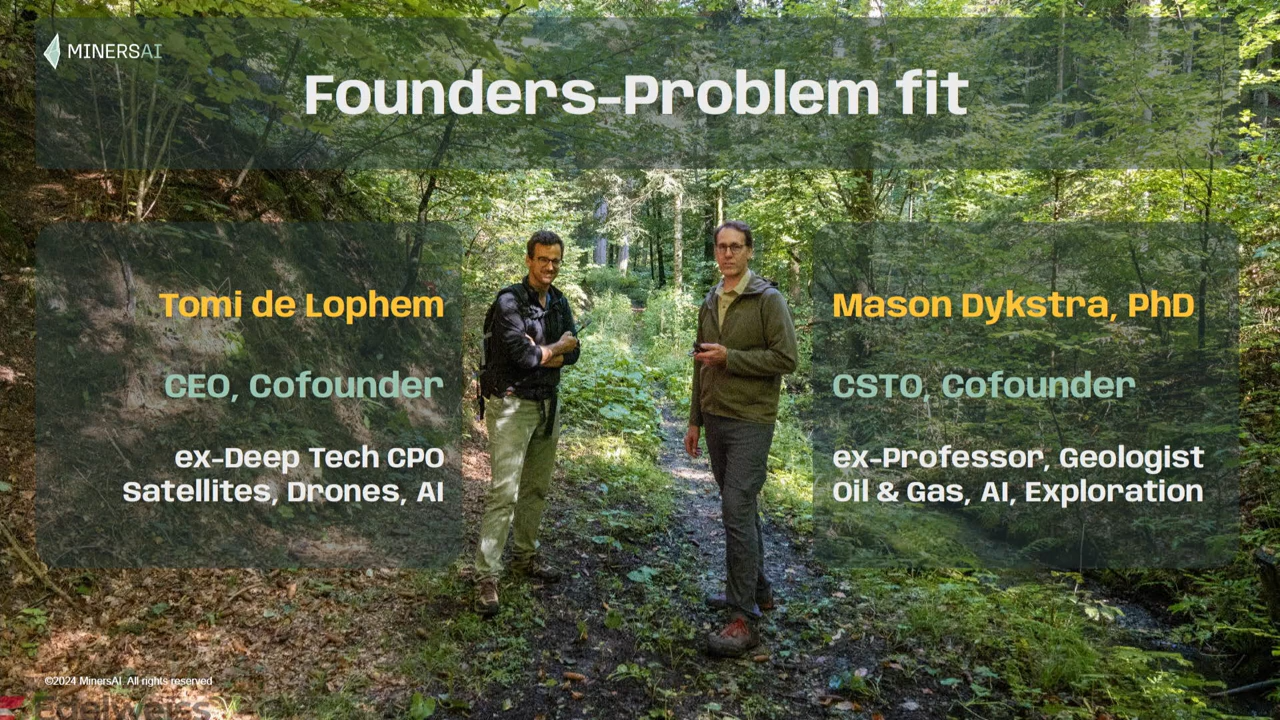 MINERSAI
Founders-Problem fit
Tomi de Lophem
CEO, Cofounder
ex-Deep Tech CPO
Satellites, Drones, AI
Mason Dykstra, PhD
CSTO, Cofounder
ex-Professor, Geologist
Oil & Gas, AI, Exploration
©2024 MinersAI All rights reserved
Edelweiss